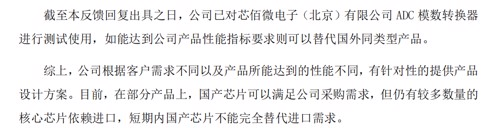 截至本反馈回复出具之日，公司已对芯佰微电子（北京）有限公司 ADC 模数转换器
进行测试使用，如能达到公司产品性能指标要求则可以替代国外同类型产品。
综上，公司根据客户需求不同以及产品所能达到的性能不同，有针对性的提供产品
设计方案。目前，在部分产品上，国产芯片可以满足公司采购需求，但仍有较多数量的
核心芯片依赖进口，短期内国产芯片不能完全替代进口需求。